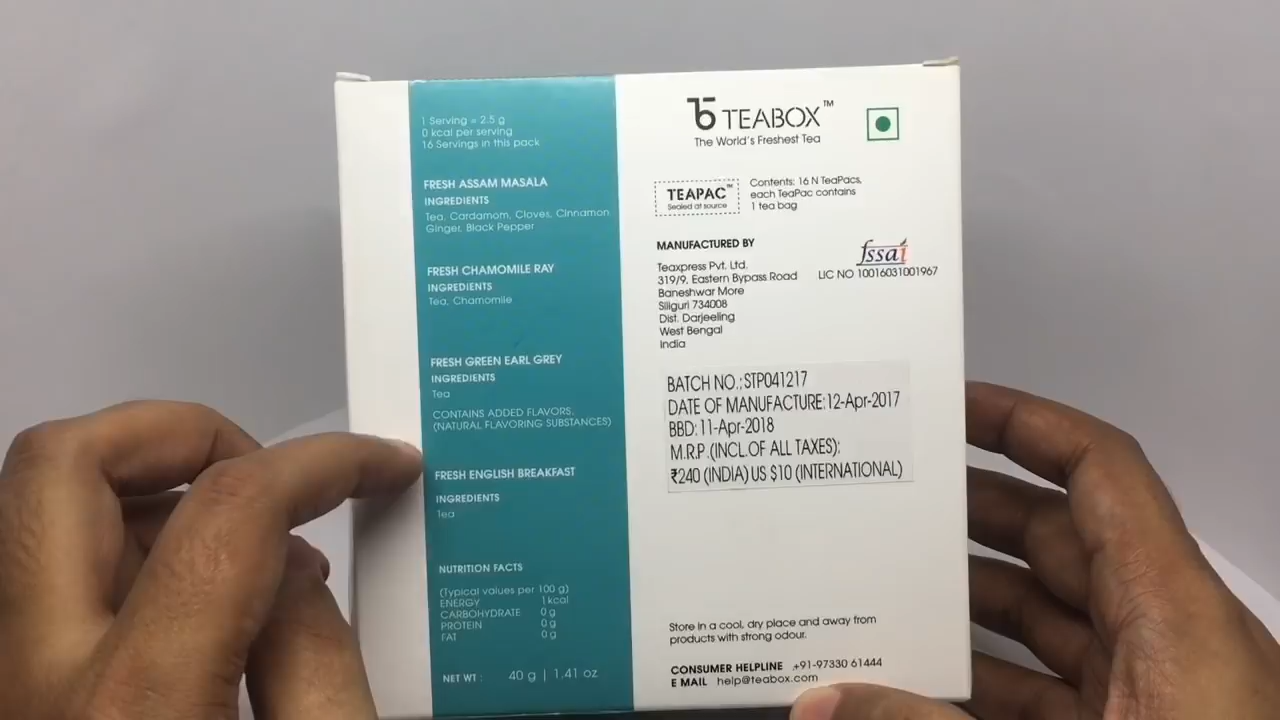 1 Serving = 2.5 g
0 kcal per serving
16 Servings in this pack
FRESH ASSAM MASALA
INGREDIENTS
Tea, Cardamom, Cloves, Cinnamon
Ginger, Black Pepper
FRESH CHAMOMILE RAY
INGREDIENTS
Tea, Chamomile
FRESH GREEN EARL GREY
INGREDIENTS
Tea
CONTAINS ADDED FLAVORS,
(NATURAL FLAVORING SUBSTANCES)
FRESH ENGLISH BREAKFAST
INGREDIENTS
Tea
NUTRITION FACTS
(Typical values per 100 g)
ENERGY 1 kcal
CARBOHYDRATE 0 g
PROTEIN 0 g
FAT 0 g
NET WT : 40 g | 1.41 oz
TEABOX™
The World's Freshest Tea
TEAPAC™
Sealed at source
Contents: 16 N TeaPacs,
each TeaPac contains
1 tea bag
MANUFACTURED BY
Teaxpress Pvt. Ltd.
319/9, Eastern Bypass Road
Baneshwar More
Siliguri 734008
Dist. Darjeeling
West Bengal
India
fssai
LIC NO 10016031001967
BATCH NO.: STP041217
DATE OF MANUFACTURE: 12-Apr-2017
BBD: 11-Apr-2018
M.R.P. (INCL. OF ALL TAXES):
₹240 (INDIA) US $10 (INTERNATIONAL)
Store in a cool, dry place and away from
products with strong odour.
CONSUMER HELPLINE +91-97330 61444
E MAIL help@teabox.com